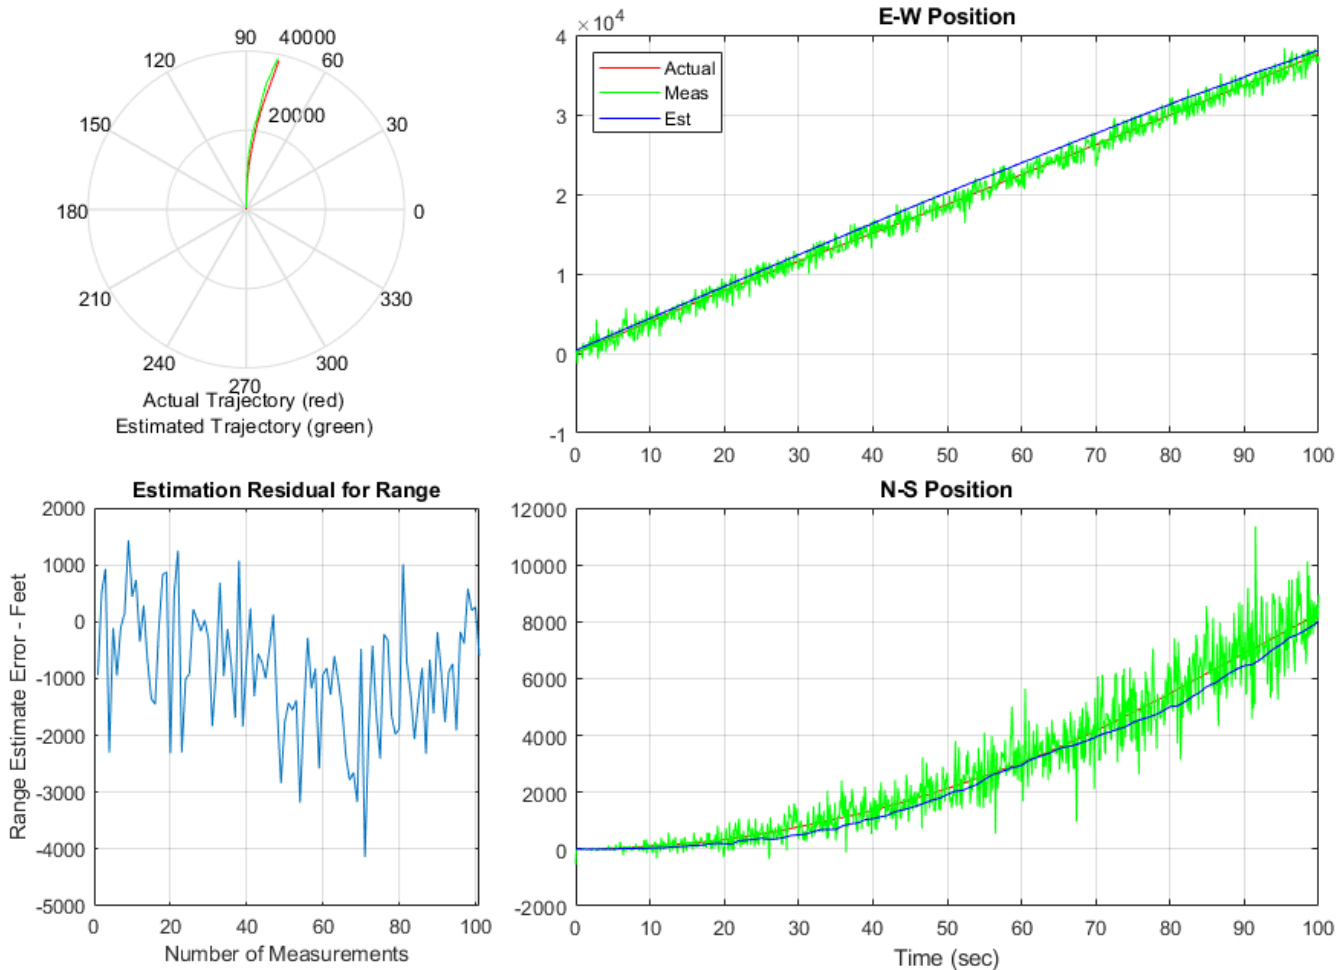 90
40000
120
60
20000
150
30
180
0
210
330
240
300
270
Actual Trajectory (red)
Estimated Trajectory (green)
E-W Position
×10^4
4
3
2
1
0
-1
Actual
Meas
Est
0 10 20 30 40 50 60 70 80 90 100
Estimation Residual for Range
Range Estimate Error - Feet
2000
1000
0
-1000
-2000
-3000
-4000
-5000
0 20 40 60 80 100
Number of Measurements
N-S Position
12000
10000
8000
6000
4000
2000
0
-2000
0 10 20 30 40 50 60 70 80 90 100
Time (sec)